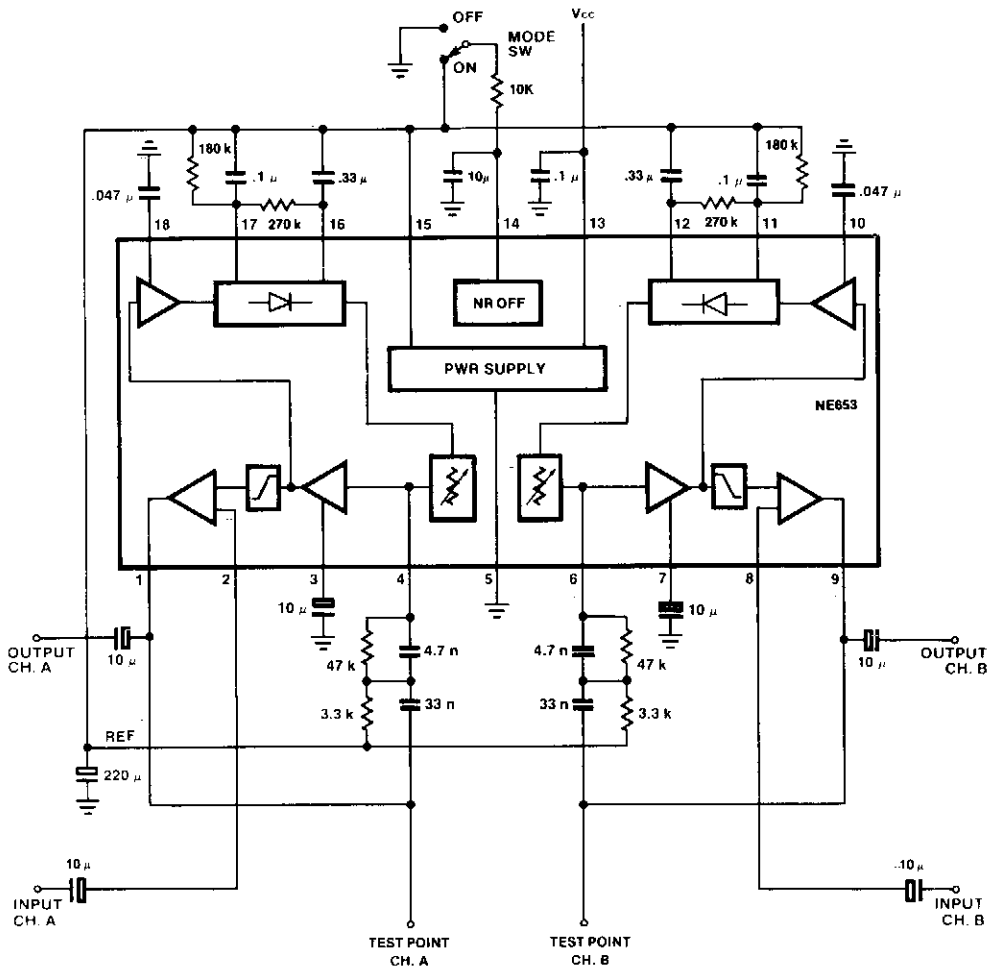 OFF
Vcc
MODE
SW
ON
10K
180 k
.1 μ
.33 μ
10μ
.1 μ
.33 μ
.1 μ
180 k
.047 μ
270 k
270 k
.047 μ
18
17
16
15
14
13
12
11
10
NR OFF
PWR SUPPLY
NE653
1
2
3
4
5
6
7
8
9
10 μ
10 μ
OUTPUT
CH. A
10 μ
47 k
4.7 n
4.7 n
47 k
10 μ
OUTPUT
CH. B
3.3 k
33 n
33 n
3.3 k
REF
220 μ
10 μ
.10 μ
INPUT
CH. A
INPUT
CH. B
TEST POINT
CH. A
TEST POINT
CH. B